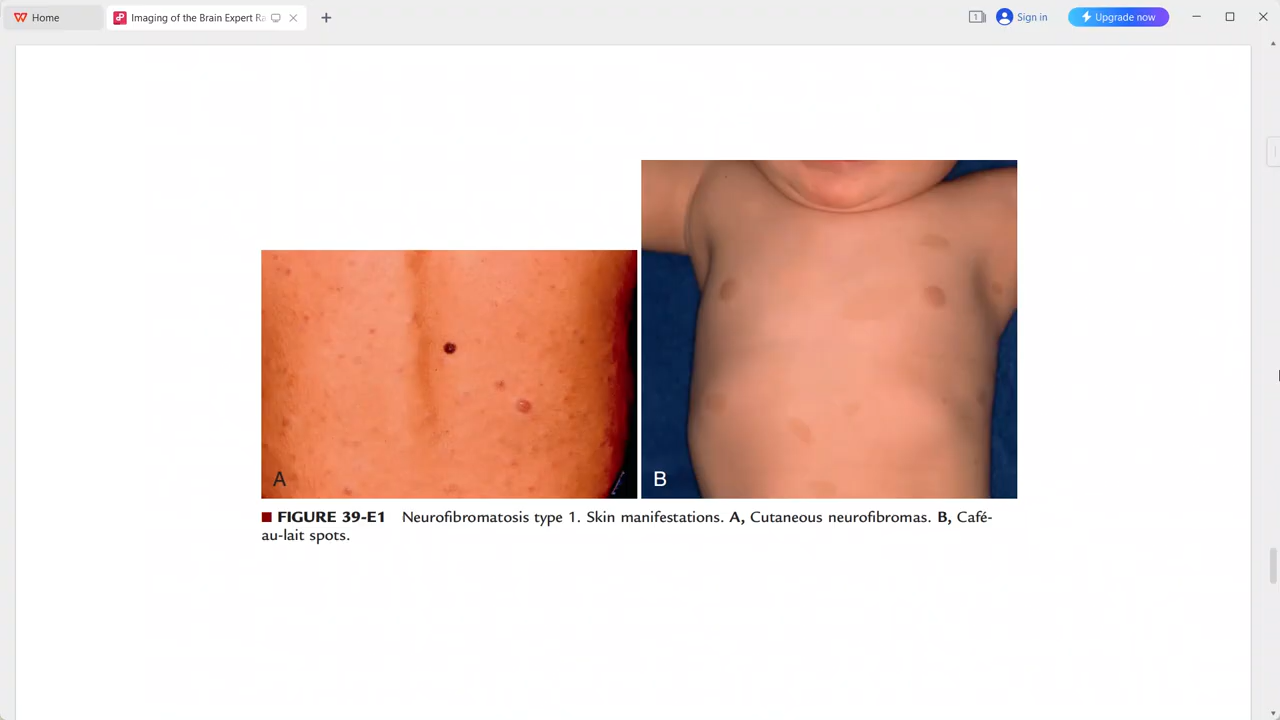 Home
Imaging of the Brain Expert Ra
1
Sign in
Upgrade now
A
B
■ FIGURE 39-E1 Neurofibromatosis type 1. Skin manifestations. A, Cutaneous neurofibromas. B, Café-
au-lait spots.